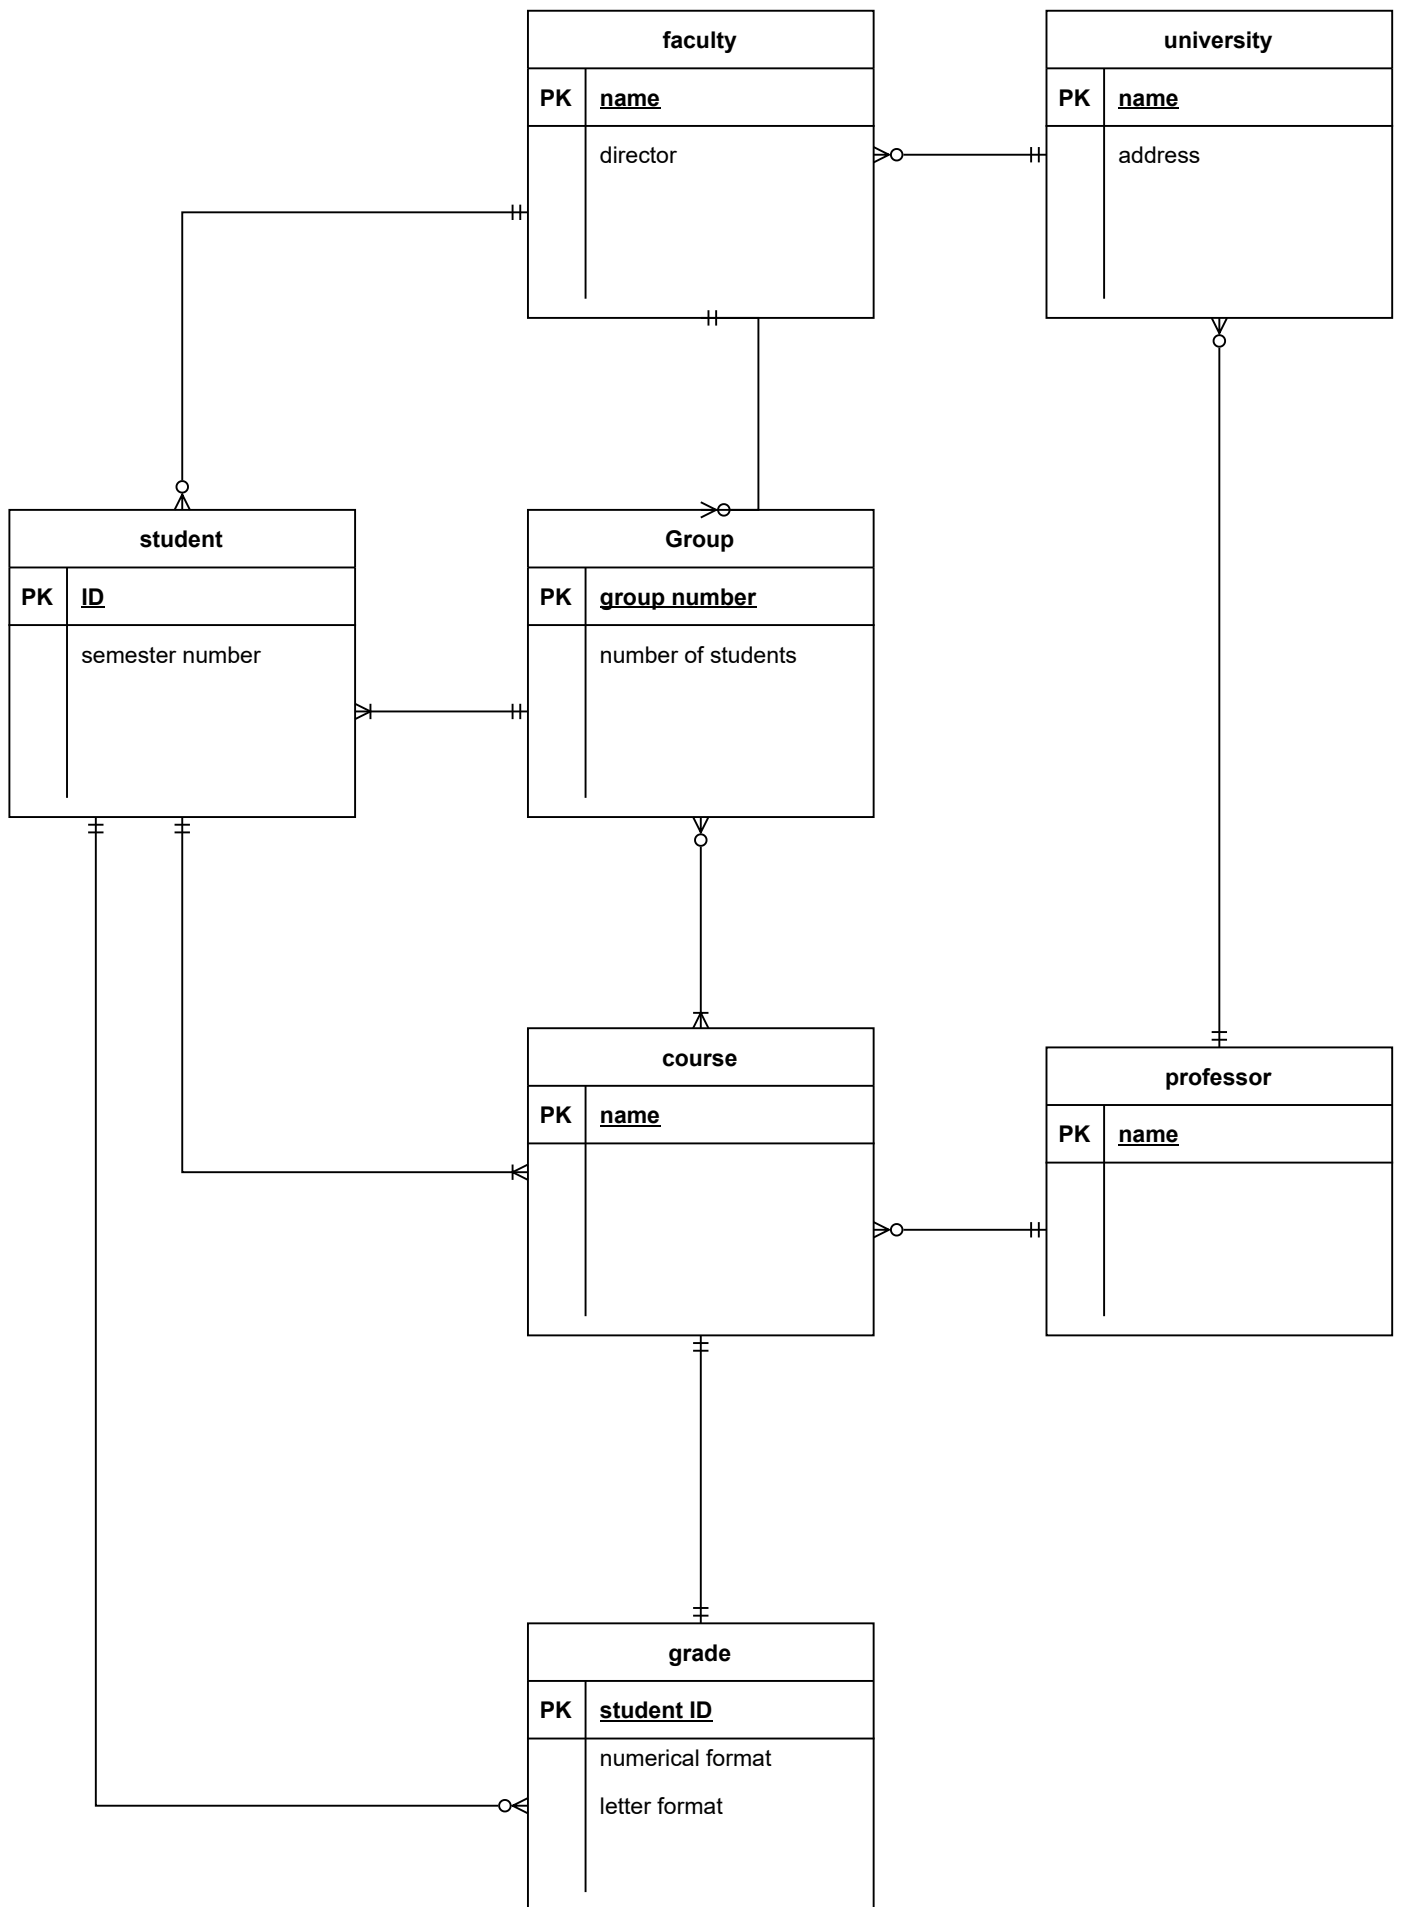 faculty
PK name
director
university
PK name
address
student
PK ID
semester number
Group
PK group number
number of students
course
PK name
professor
PK name
grade
PK student ID
numerical format
letter format